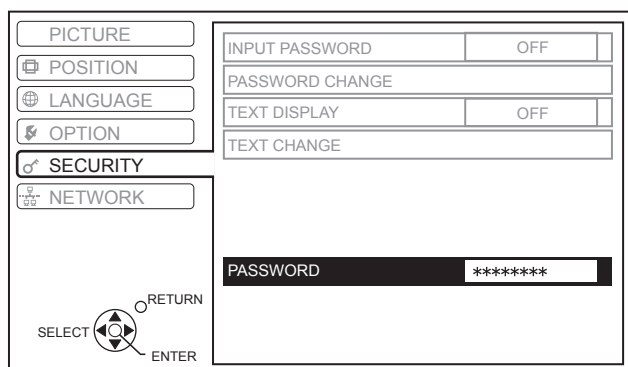 PICTURE
POSITION
LANGUAGE
OPTION
SECURITY
NETWORK
INPUT PASSWORD OFF
PASSWORD CHANGE
TEXT DISPLAY OFF
TEXT CHANGE
PASSWORD ********
RETURN
SELECT
ENTER